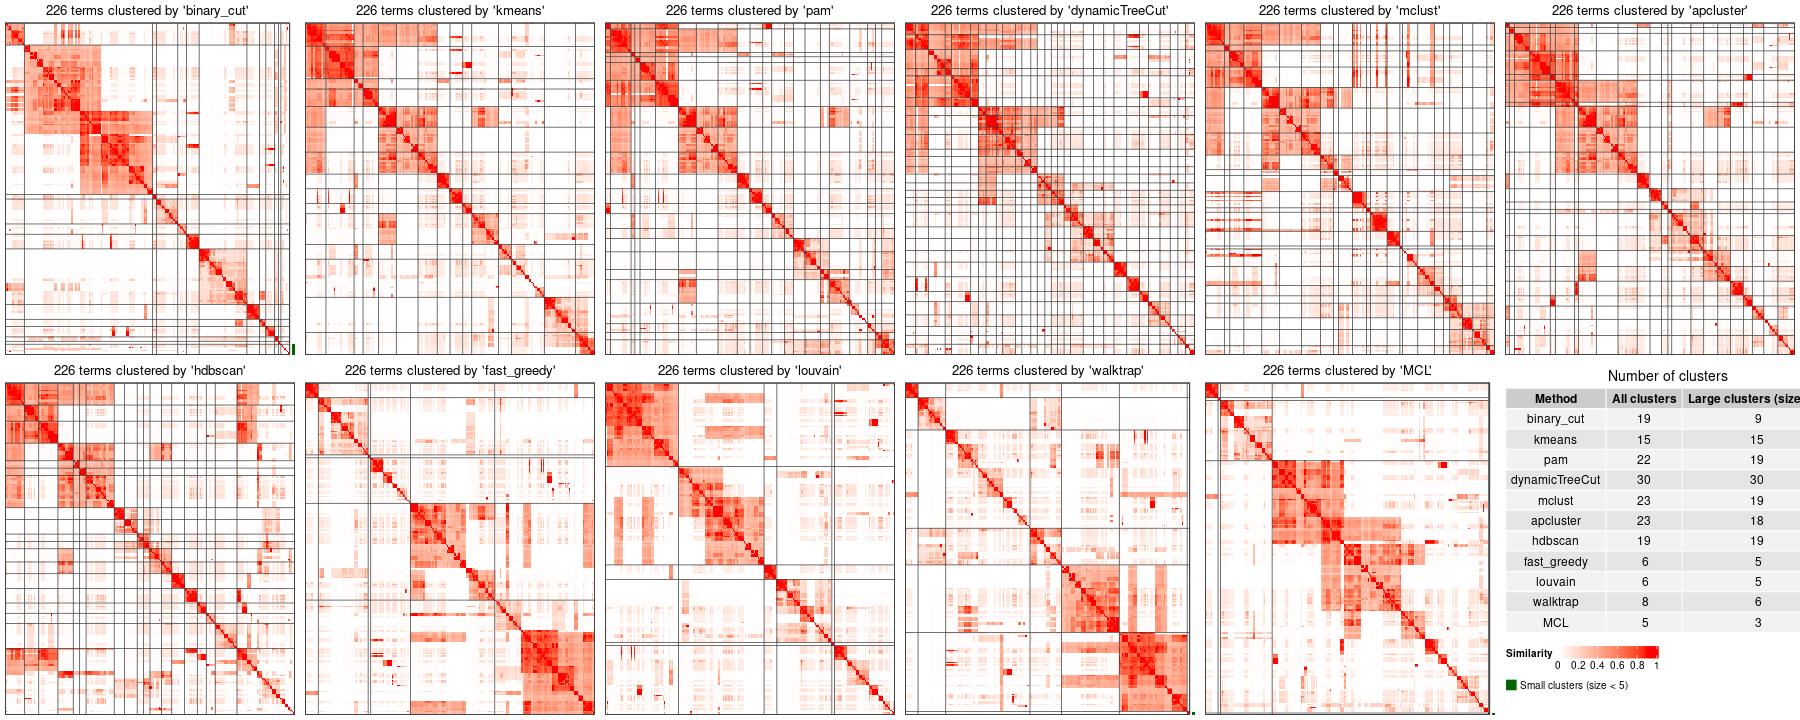 226 terms clustered by 'binary_cut'
226 terms clustered by 'kmeans'
226 terms clustered by 'pam'
226 terms clustered by 'dynamicTreeCut'
226 terms clustered by 'mclust'
226 terms clustered by 'apcluster'
226 terms clustered by 'hdbscan'
226 terms clustered by 'fast_greedy'
226 terms clustered by 'louvain'
226 terms clustered by 'walktrap'
226 terms clustered by 'MCL'
Number of clusters
Method All clusters Large clusters (size
binary_cut 19 9
kmeans 15 15
pam 22 19
dynamicTreeCut 30 30
mclust 23 19
apcluster 23 18
hdbscan 19 19
fast_greedy 6 5
louvain 6 5
walktrap 8 6
MCL 5 3
Similarity
0 0.2 0.4 0.6 0.8 1
Small clusters (size < 5)